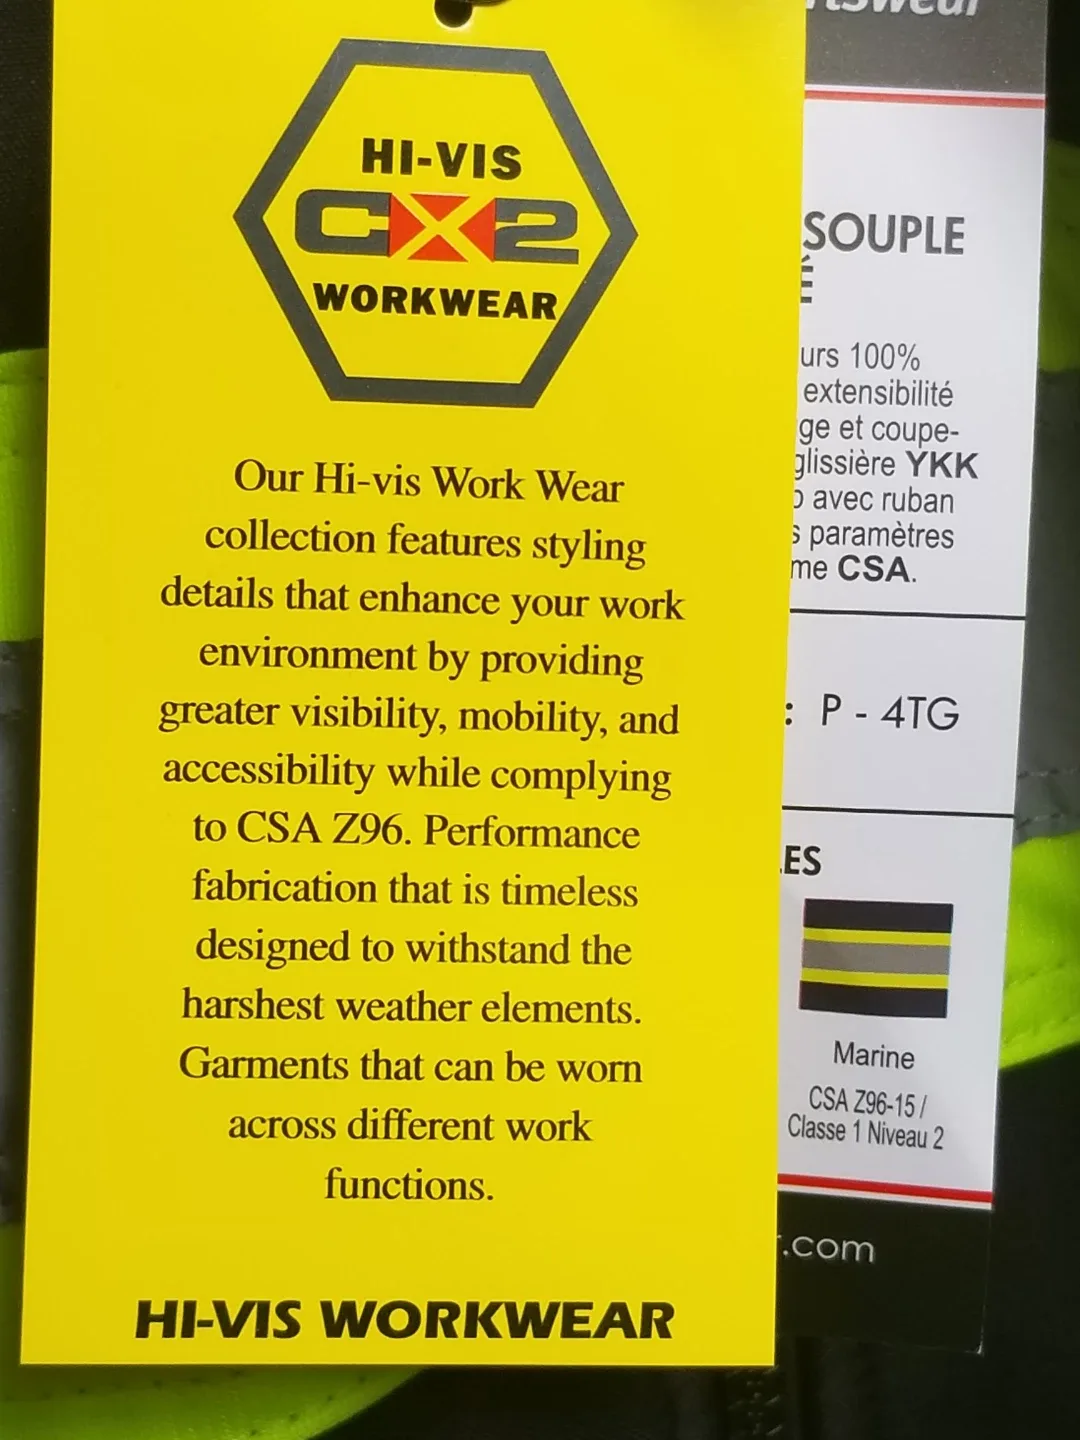 HI-VIS
CX2
WORKWEAR
Our Hi-vis Work Wear
collection features styling
details that enhance your work
environment by providing
greater visibility, mobility, and
accessibility while complying
to CSA Z96. Performance
fabrication that is timeless
designed to withstand the
harshest weather elements.
Garments that can be worn
across different work
functions.
HI-VIS WORKWEAR
SOUPLE
É
urs 100%
extensibilité
ge et coupe-
glissière YKK
avec ruban
paramètres
me CSA.
: P - 4TG
LES
Marine
CSA Z96-15 /
Classe 1 Niveau 2
.com